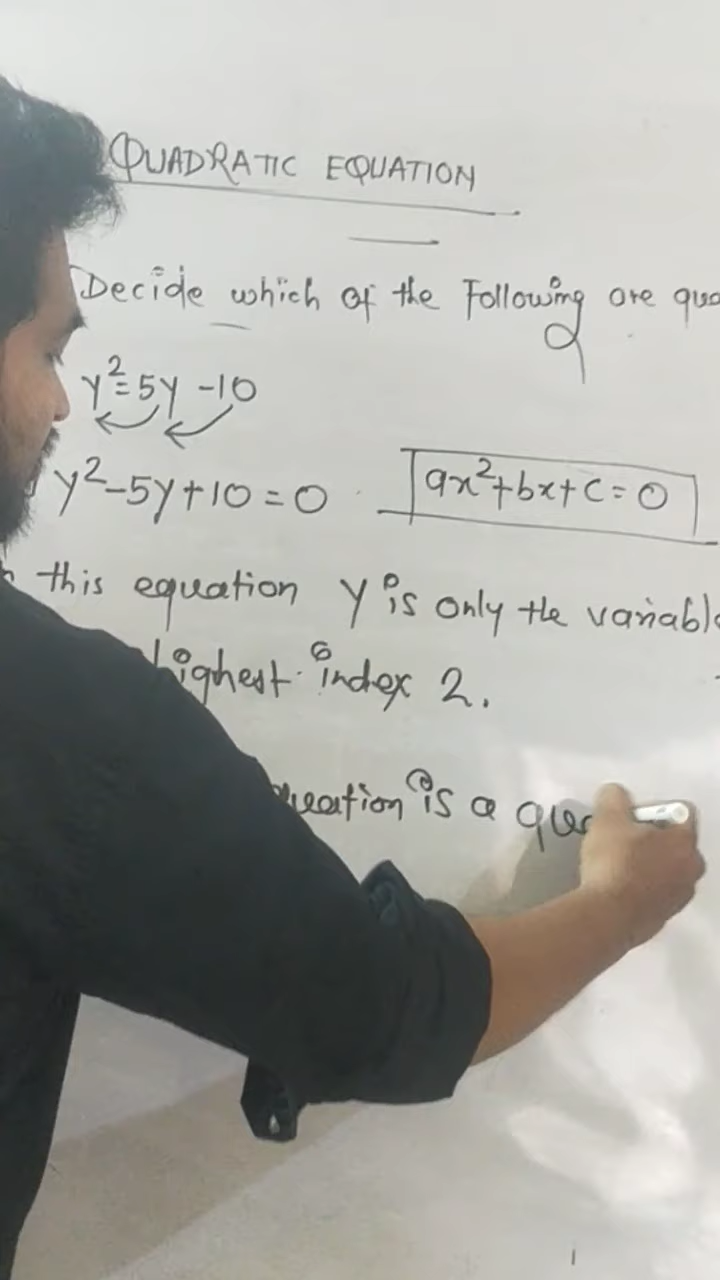 QUADRATIC EQUATION
Decide which of the Following are
y² = 5y - 10
y² - 5y + 10 = 0
ax² + bx + c = 0
this equation y is only the variable
highest index 2.
is a